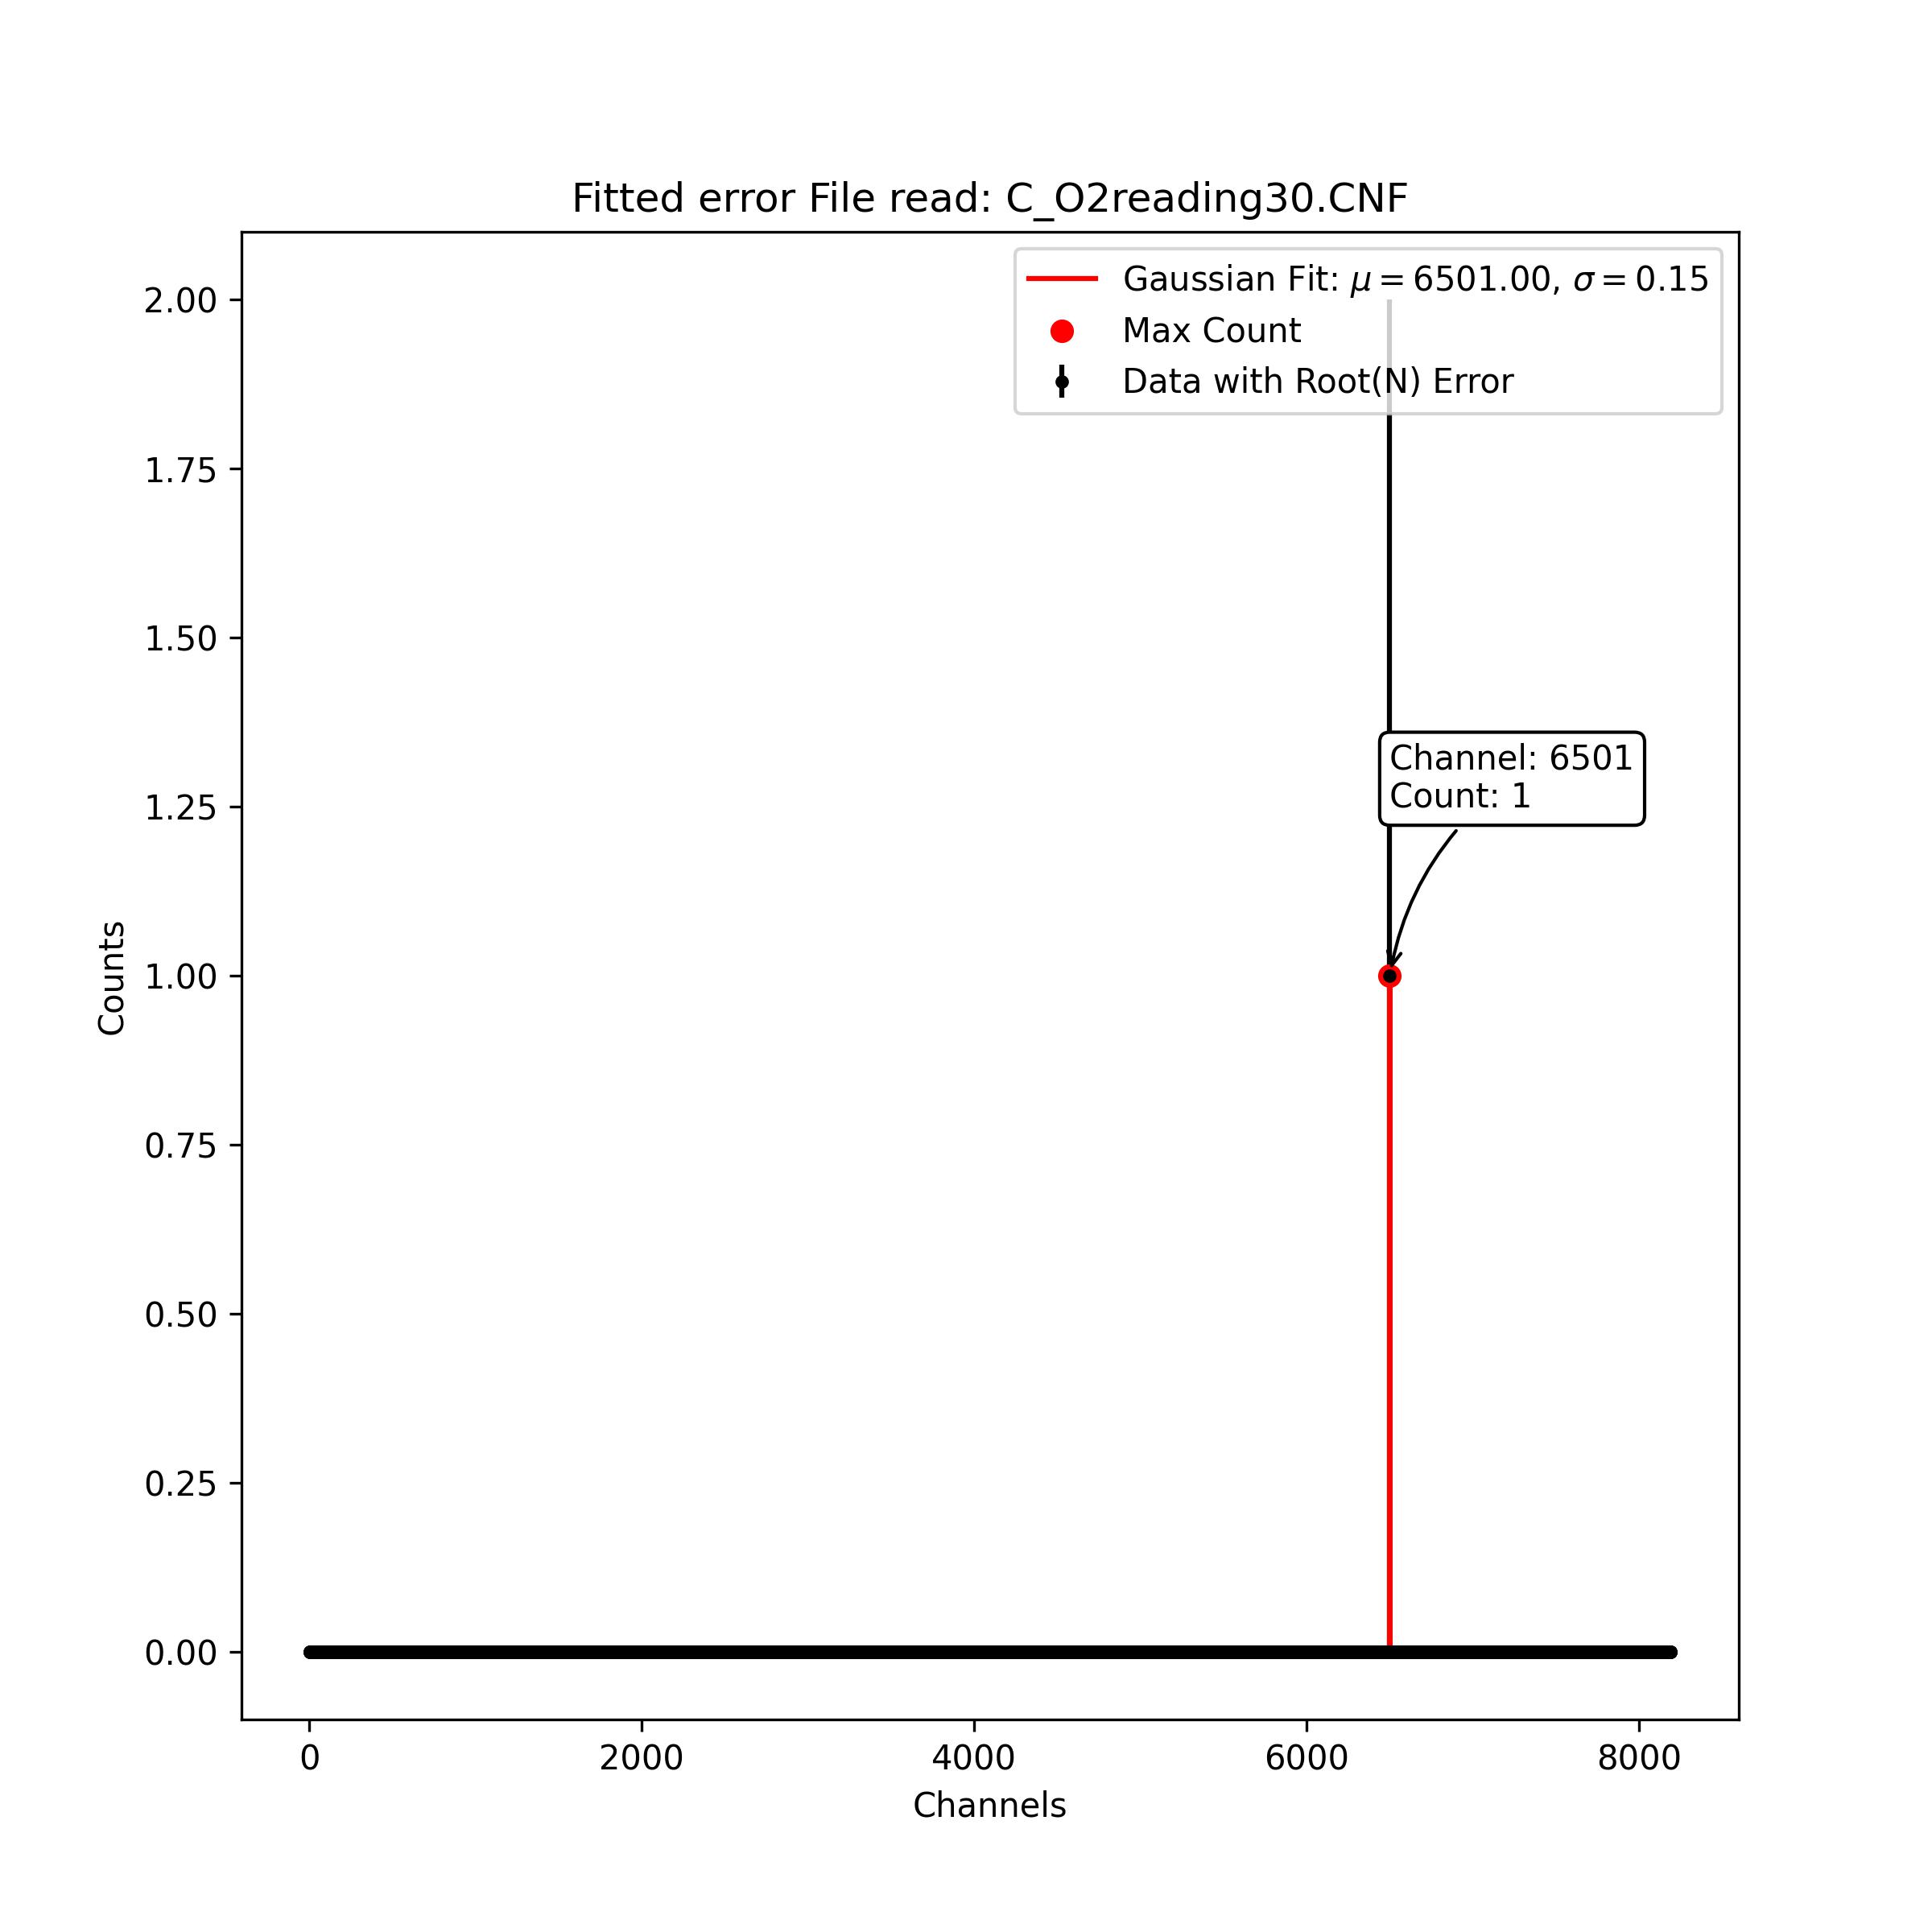 Fitted error File read: C_O2reading30.CNF
Gaussian Fit: μ = 6501.00, σ = 0.15
Max Count
Data with Root(N) Error
2.00
1.75
1.50
Channel: 6501
Count: 1
1.25
1.00
0.75
0.50
0.25
0.00
Counts
0 2000 4000 6000 8000
Channels